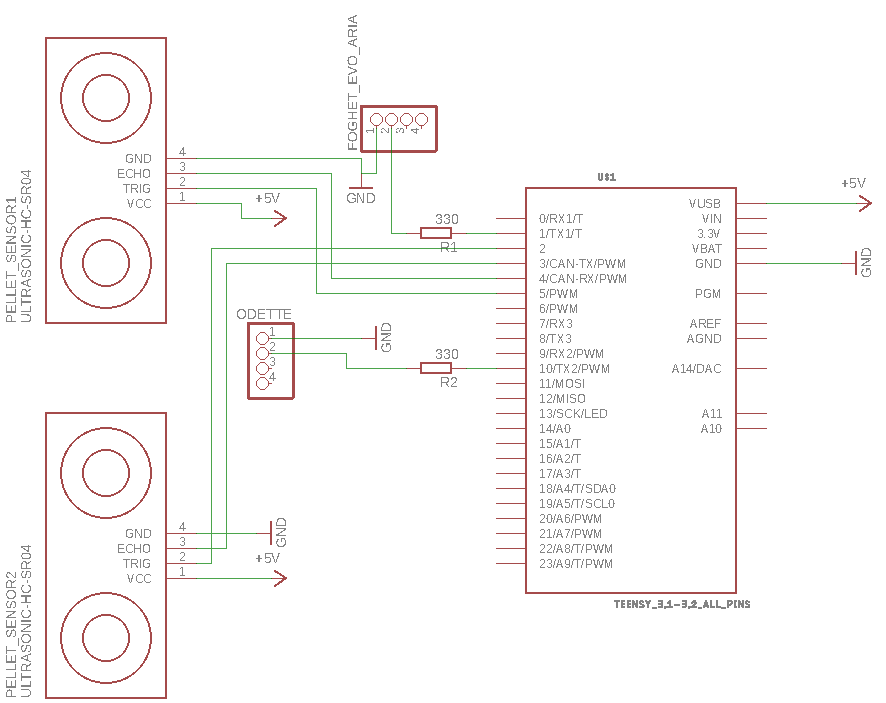 PELLET_SENSOR1
ULTRASONIC-HC-SR04
GND 4
ECHO 3
TRIG 2
VCC 1
+5V
FOGHET_EVO_ARIA
1 2 3 4
GND
330
R1
ODETTE
1
2
3
4
GND
330
R2
PELLET_SENSOR2
ULTRASONIC-HC-SR04
GND 4
ECHO 3
TRIG 2
VCC 1
GND
+5V
U$1
0/RX1/T
1/TX1/T
2
3/CAN-TX/PWM
4/CAN-RX/PWM
5/PWM
6/PWM
7/RX3
8/TX3
9/RX2/PWM
10/TX2/PWM
11/MOSI
12/MISO
13/SCK/LED
14/A0
15/A1/T
16/A2/T
17/A3/T
18/A4/T/SDA0
19/A5/T/SCL0
20/A6/PWM
21/A7/PWM
22/A8/T/PWM
23/A9/T/PWM
VUSB
VIN
3.3V
VBAT
GND
PGM
AREF
AGND
A14/DAC
A11
A10
+5V
GND
TEENSY_3,1-3,2_ALL_PINS